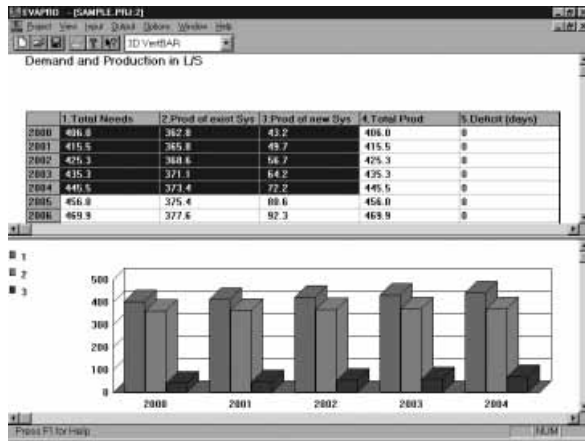 EVAPRO - [SAMPLE.PRJ:2]
Project View Input Output Options Window Help
3D VertBAR
Demand and Production in L/S
1.Total Needs 2.Prod of exist Sys 3.Prod of new Sys 4.Total Prod 5.Deficit (days)
2000 406.0 362.8 43.2 406.0 0
2001 415.5 365.8 49.7 415.5 0
2002 425.3 368.6 56.7 425.3 0
2003 435.3 371.1 64.2 435.3 0
2004 445.5 373.4 72.2 445.5 0
2005 456.0 375.4 80.6 456.0 0
2006 469.9 377.6 92.3 469.9 0
1
2
3
500
400
300
200
100
0
2000 2001 2002 2003 2004
Press F1 for Help NUM